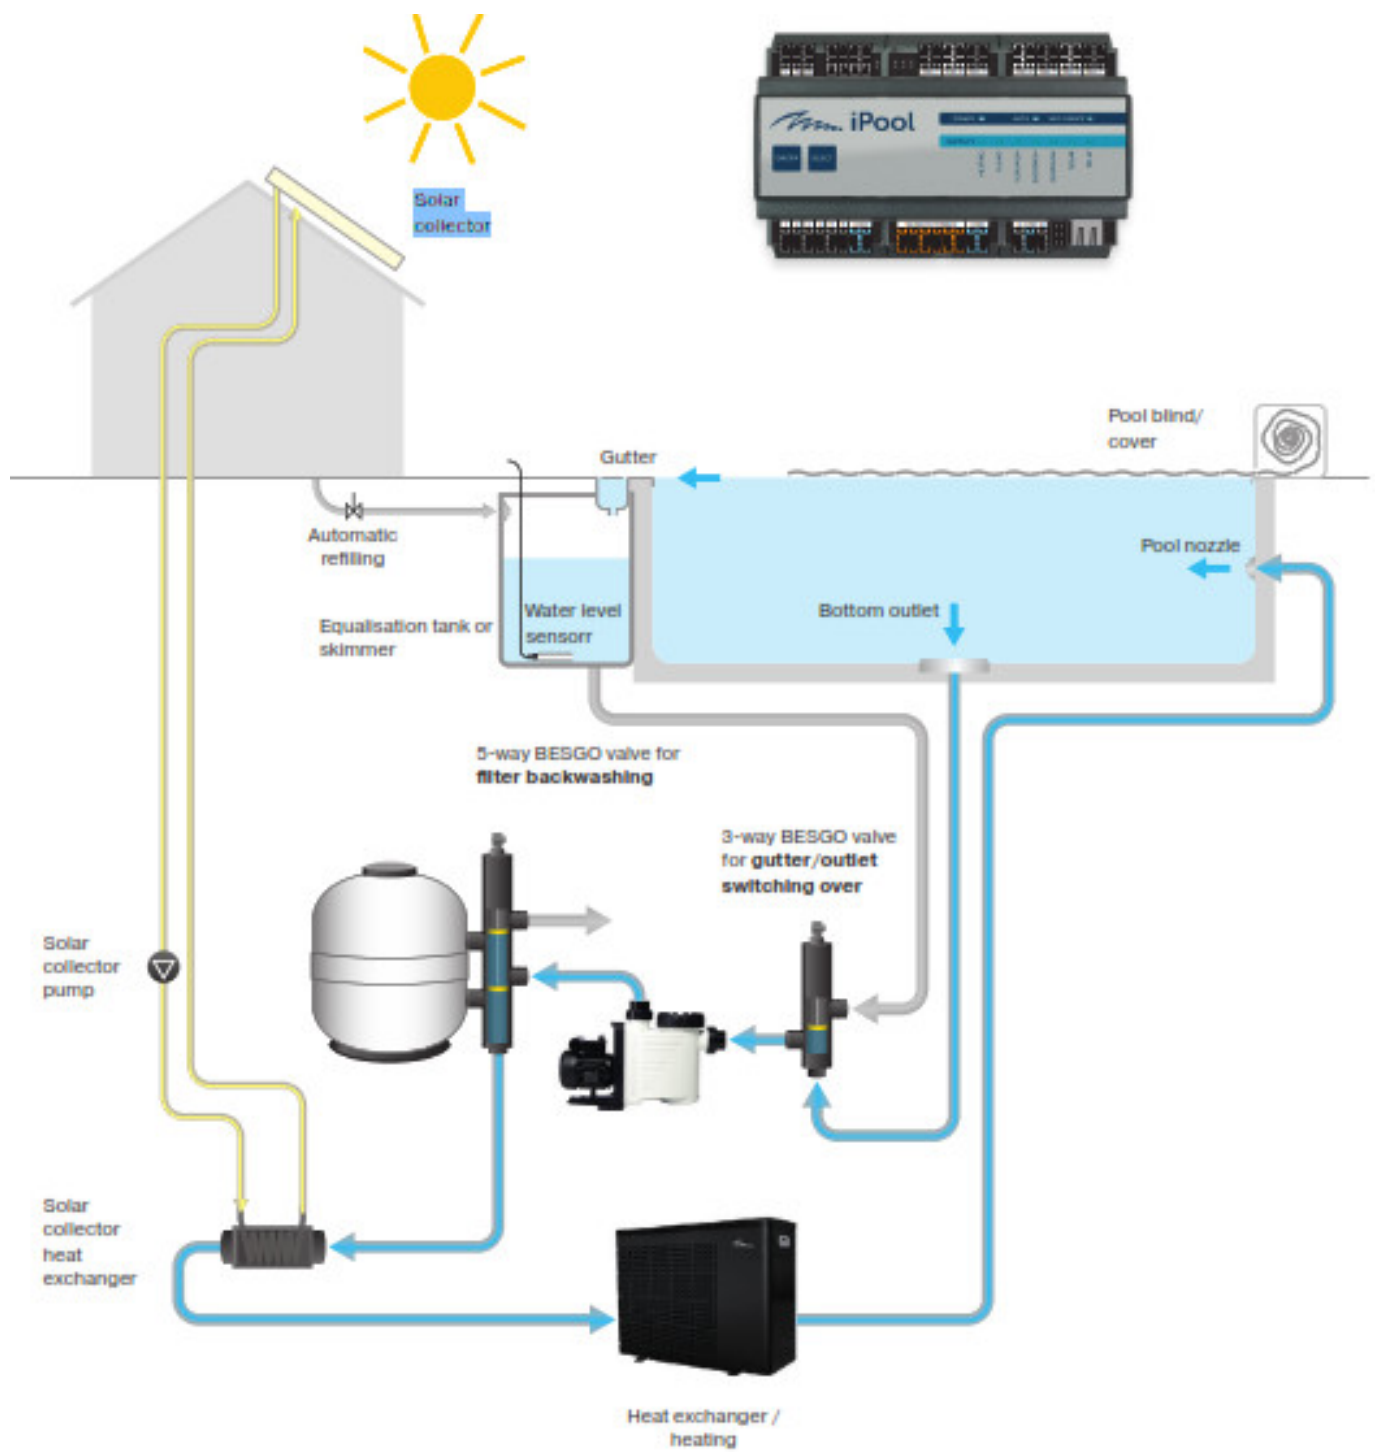 iPool
Solar
collector
Pool blind/
cover
Gutter
Automatic
refilling
Pool nozzle
Bottom outlet
Water level
sensorr
Equalisation tank or
skimmer
5-way BESGO valve for
filter backwashing
3-way BESGO valve
for gutter/outlet
switching over
Solar
collector
pump
Solar
collector
heat
exchanger
Heat exchanger /
heating